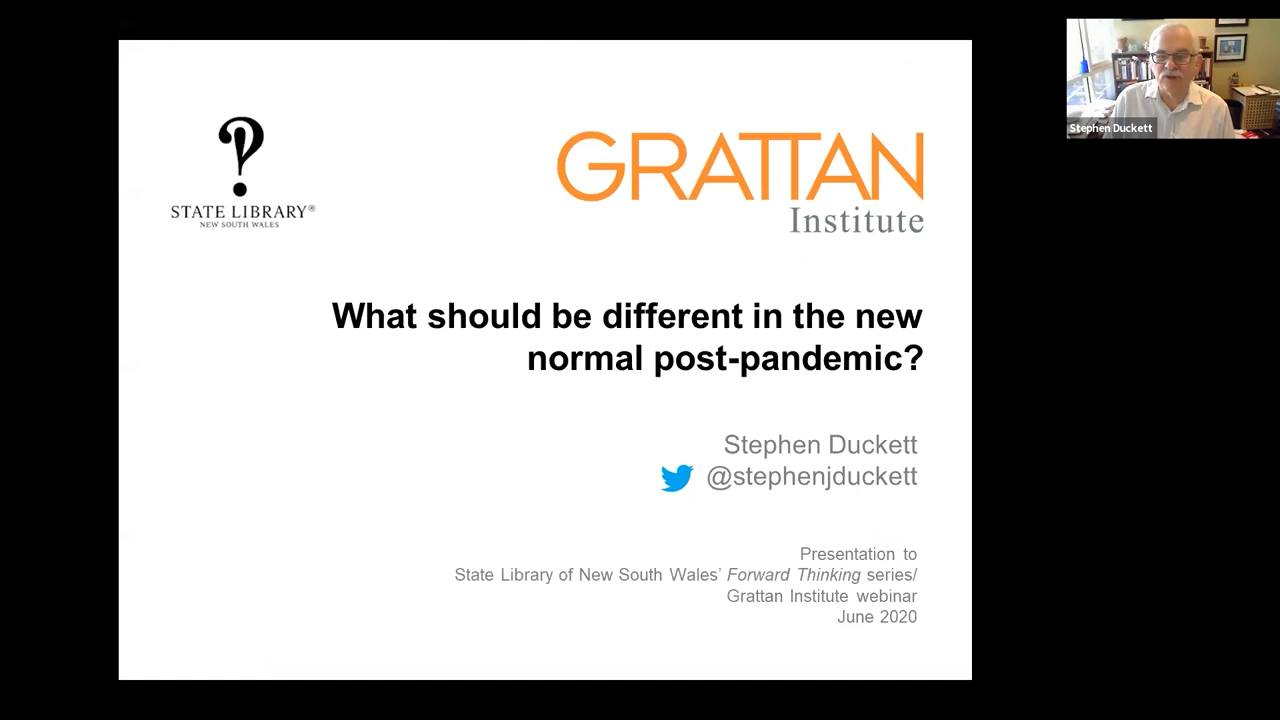 STATE LIBRARY®
NEW SOUTH WALES
GRATTAN
Institute
What should be different in the new
normal post-pandemic?
Stephen Duckett
@stephenjduckett
Presentation to
State Library of New South Wales’ Forward Thinking series/
Grattan Institute webinar
June 2020
Stephen Duckett